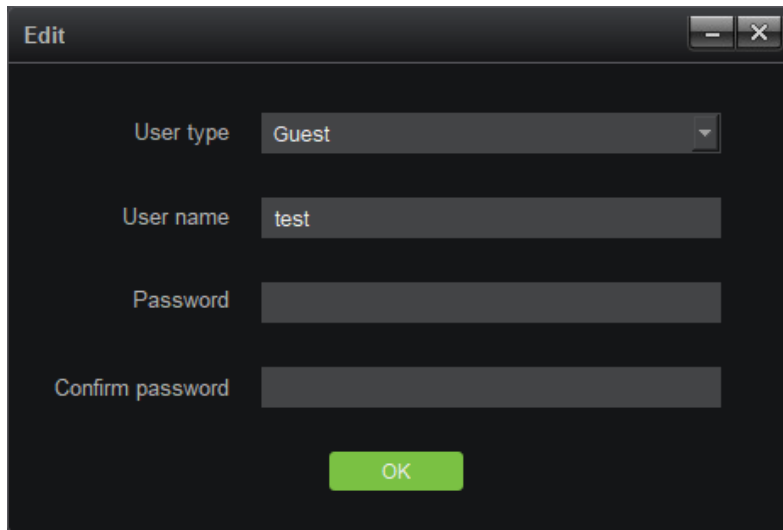 Edit
User type Guest
User name test
Password
Confirm password
OK